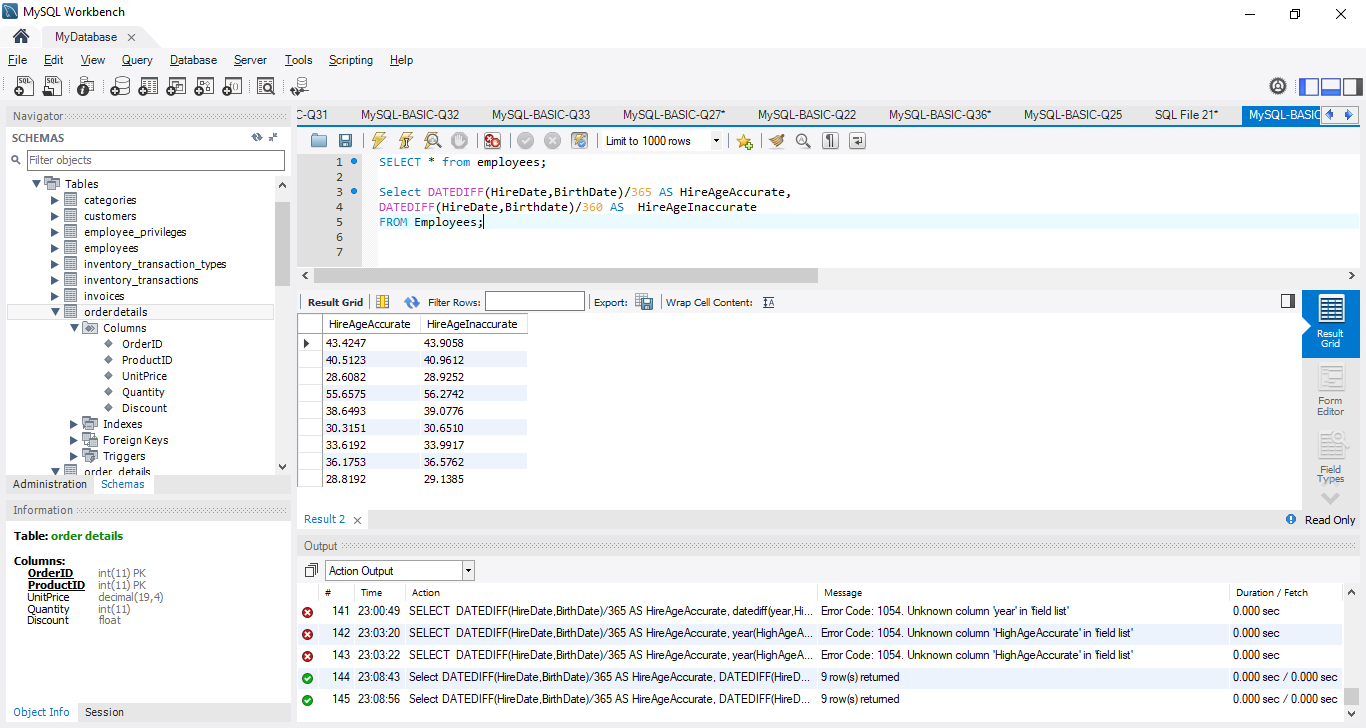 MySQL Workbench
MyDatabase
File Edit View Query Database Server Tools Scripting Help
Navigator
SCHEMAS
Filter objects
Tables
categories
customers
employee_privileges
employees
inventory_transaction_types
inventory_transactions
invoices
orderdetails
Columns
OrderID
ProductID
UnitPrice
Quantity
Discount
Indexes
Foreign Keys
Triggers
order_details
Administration Schemas
Information
Table: order details
Columns:
OrderID int(11) PK
ProductID int(11) PK
UnitPrice decimal(19,4)
Quantity int(11)
Discount float
Object Info Session
C-Q31 MySQL-BASIC-Q32 MySQL-BASIC-Q33 MySQL-BASIC-Q27* MySQL-BASIC-Q22 MySQL-BASIC-Q36* MySQL-BASIC-Q25 SQL File 21* MySQL-BASIC
Limit to 1000 rows
1 SELECT * from employees;
2
3 Select DATEDIFF(HireDate,BirthDate)/365 AS HireAgeAccurate,
4 DATEDIFF(HireDate,Birthdate)/360 AS  HireAgeInaccurate
5 FROM Employees;
6
7
Result Grid Filter Rows: Export: Wrap Cell Content:
HireAgeAccurate HireAgeInaccurate
43.4247 43.9058
40.5123 40.9612
28.6082 28.9252
55.6575 56.2742
38.6493 39.0776
30.3151 30.6510
33.6192 33.9917
36.1753 36.5762
28.8192 29.1385
Result Grid
Form Editor
Field Types
Result 2
Read Only
Output
Action Output
# Time Action Message Duration / Fetch
141 23:00:49 SELECT  DATEDIFF(HireDate,BirthDate)/365 AS HireAgeAccurate, datediff(year,Hi... Error Code: 1054. Unknown column 'year' in 'field list' 0.000 sec
142 23:03:20 SELECT  DATEDIFF(HireDate,BirthDate)/365 AS HireAgeAccurate, year(HighAgeA... Error Code: 1054. Unknown column 'HighAgeAccurate' in 'field list' 0.000 sec
143 23:03:22 SELECT  DATEDIFF(HireDate,BirthDate)/365 AS HireAgeAccurate, year(HighAgeA... Error Code: 1054. Unknown column 'HighAgeAccurate' in 'field list' 0.000 sec
144 23:08:43 Select DATEDIFF(HireDate,BirthDate)/365 AS HireAgeAccurate, DATEDIFF(HireD... 9 row(s) returned 0.000 sec / 0.000 sec
145 23:08:56 Select DATEDIFF(HireDate,BirthDate)/365 AS HireAgeAccurate, DATEDIFF(HireD... 9 row(s) returned 0.000 sec / 0.000 sec